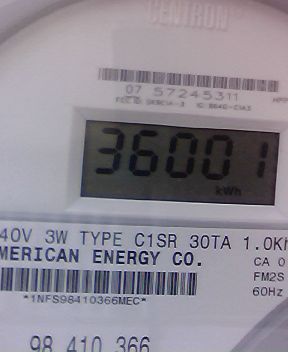 CENTRON
07 57245311
36001
kWh
40V 3W TYPE C1SR 30TA 1.0Kh
MERICAN ENERGY CO.
CA 0
FM2S
60Hz
*1NFS98410366MEC*
98 410 366